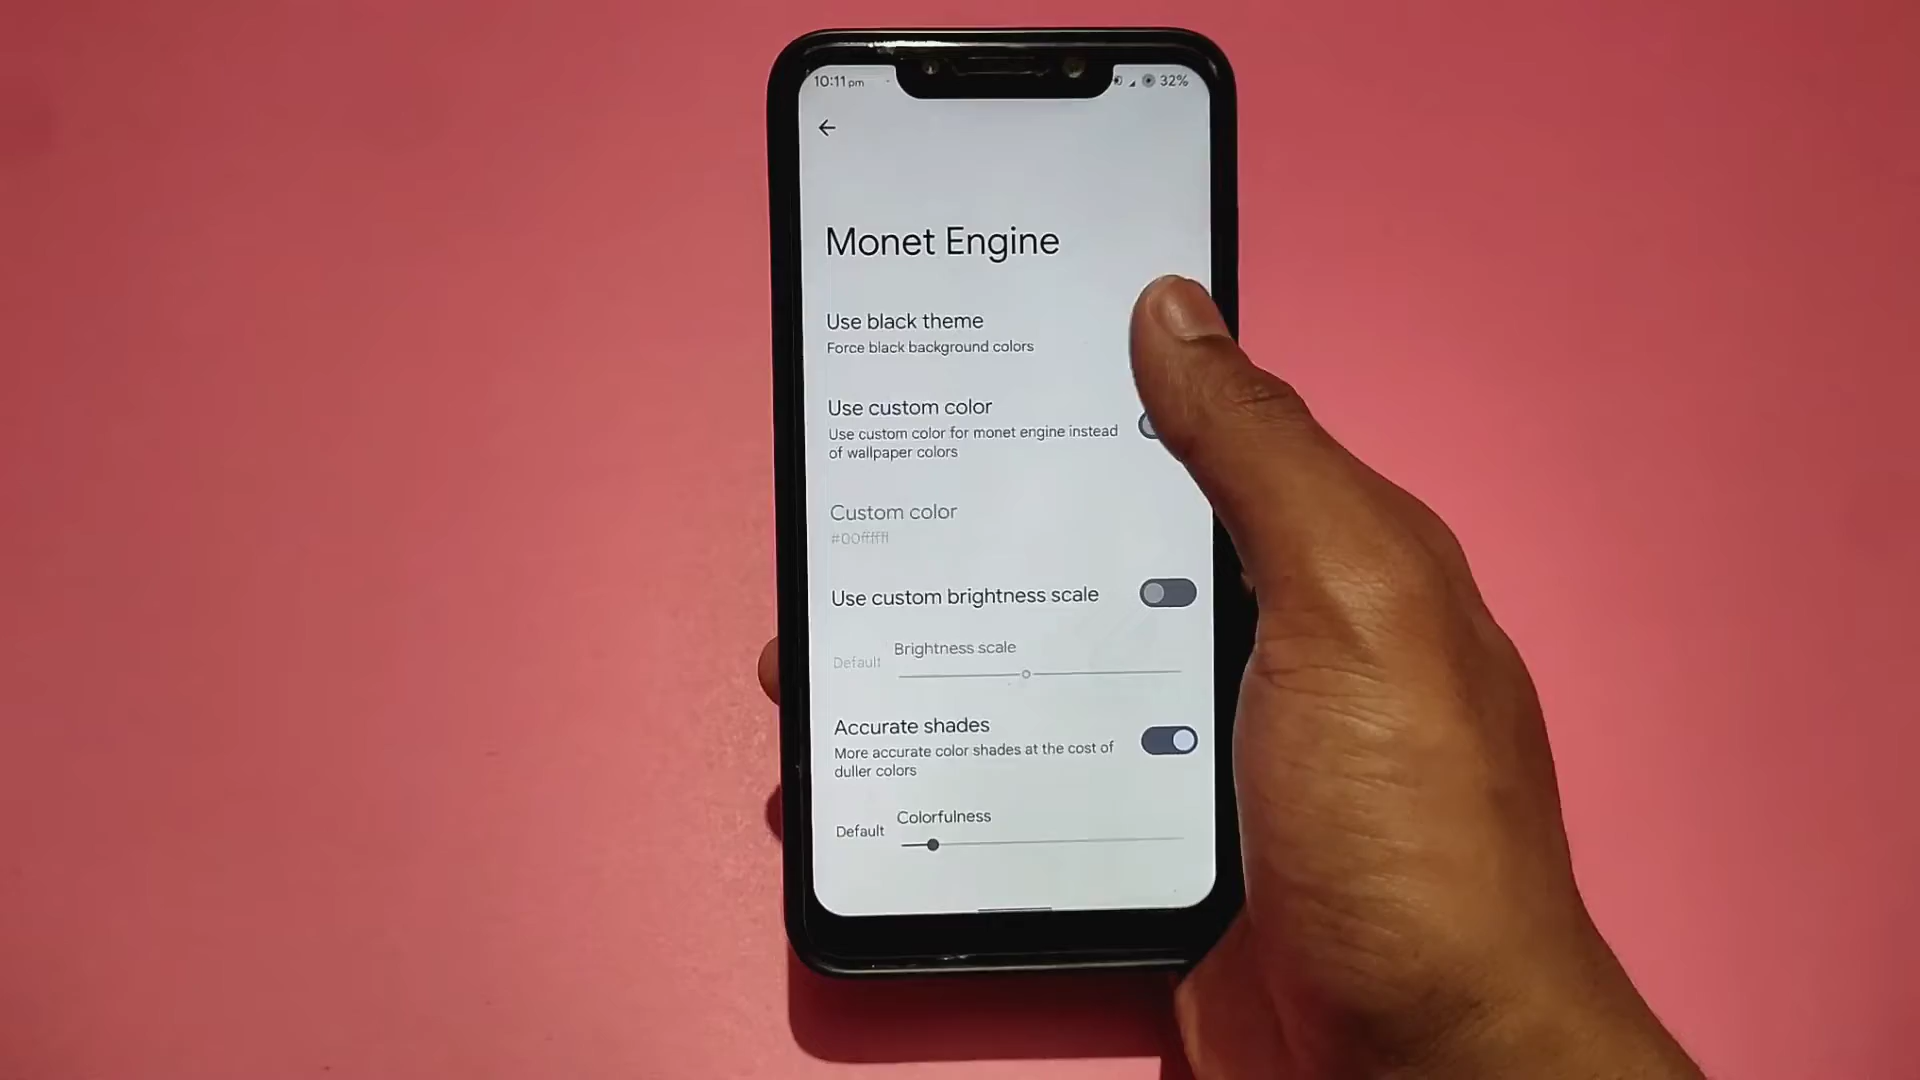 10:11 pm
32%
Monet Engine
Use black theme
Force black background colors
Use custom color
Use custom color for monet engine instead
of wallpaper colors
Custom color
#00ffffff
Use custom brightness scale
Brightness scale
Default
Accurate shades
More accurate color shades at the cost of
duller colors
Colorfulness
Default